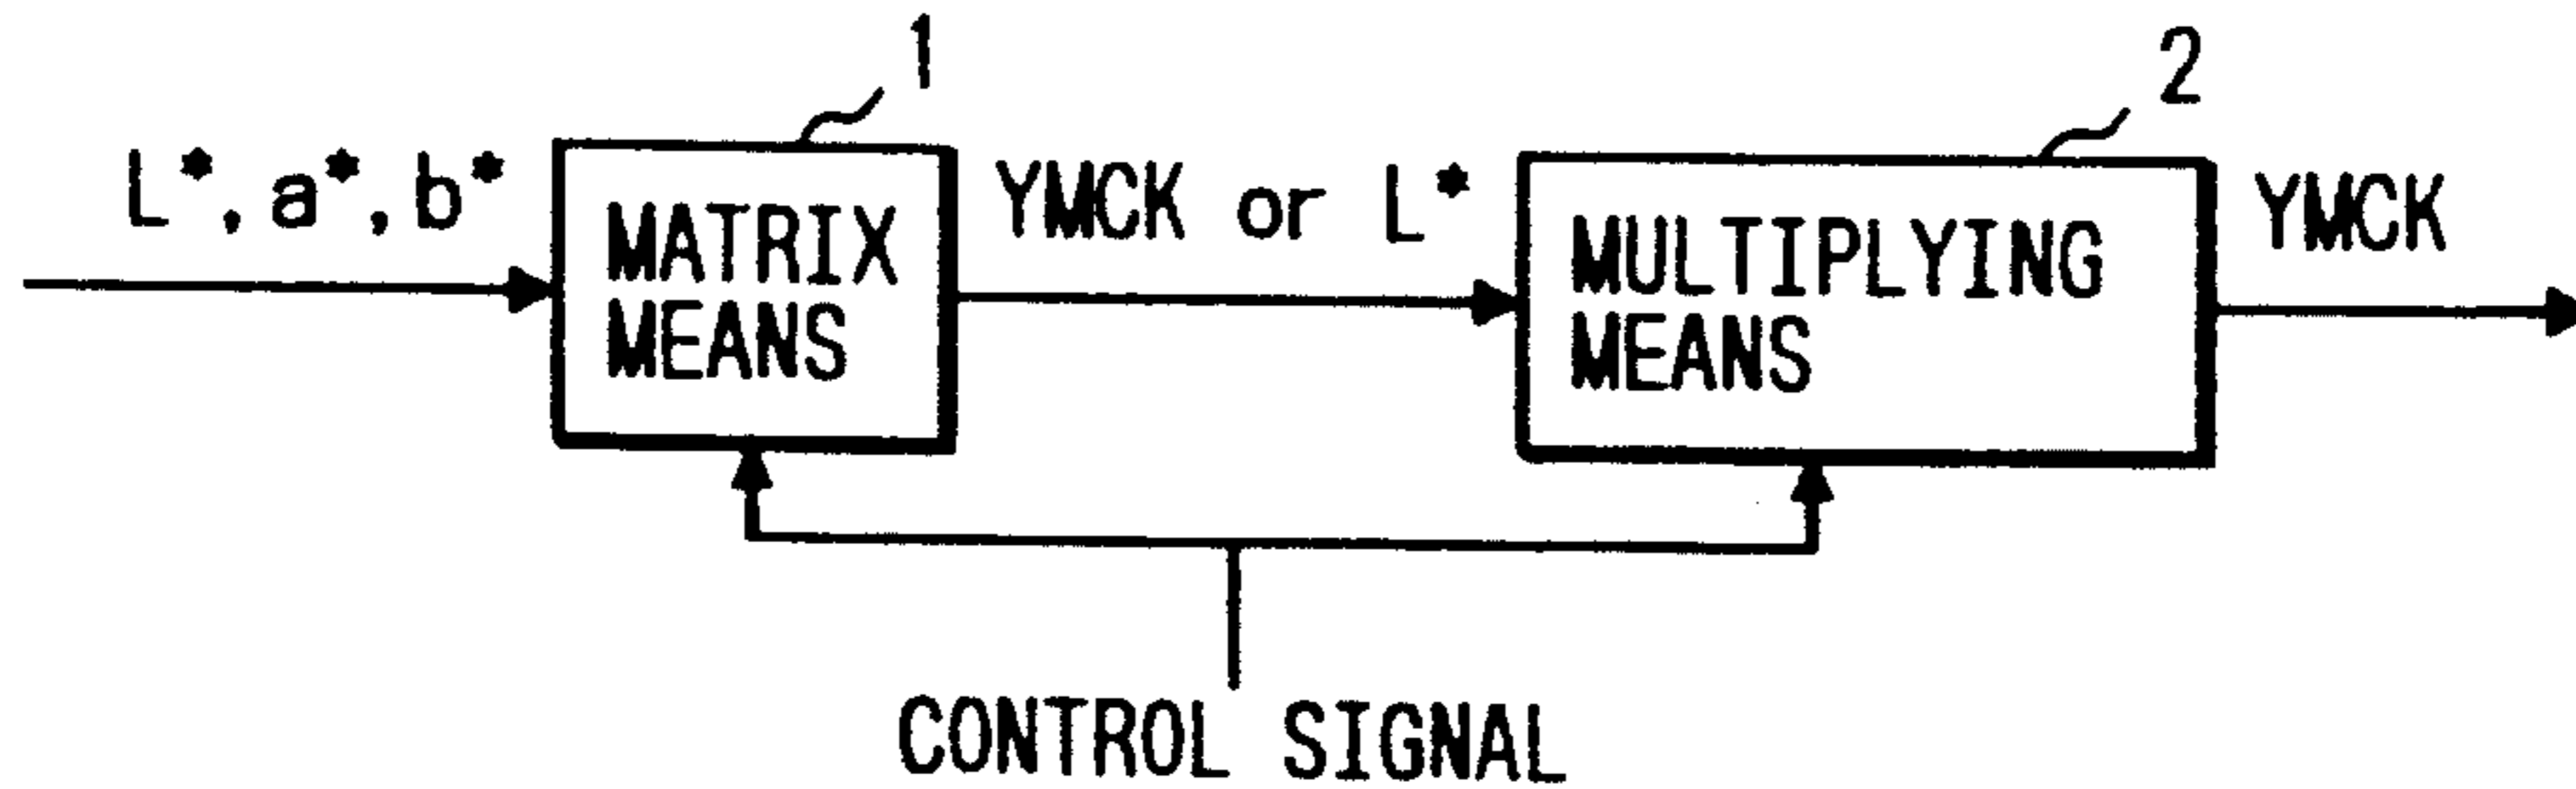 1
2
L*, a*, b*
MATRIX
MEANS
YMCK or L*
MULTIPLYING
MEANS
YMCK
CONTROL SIGNAL